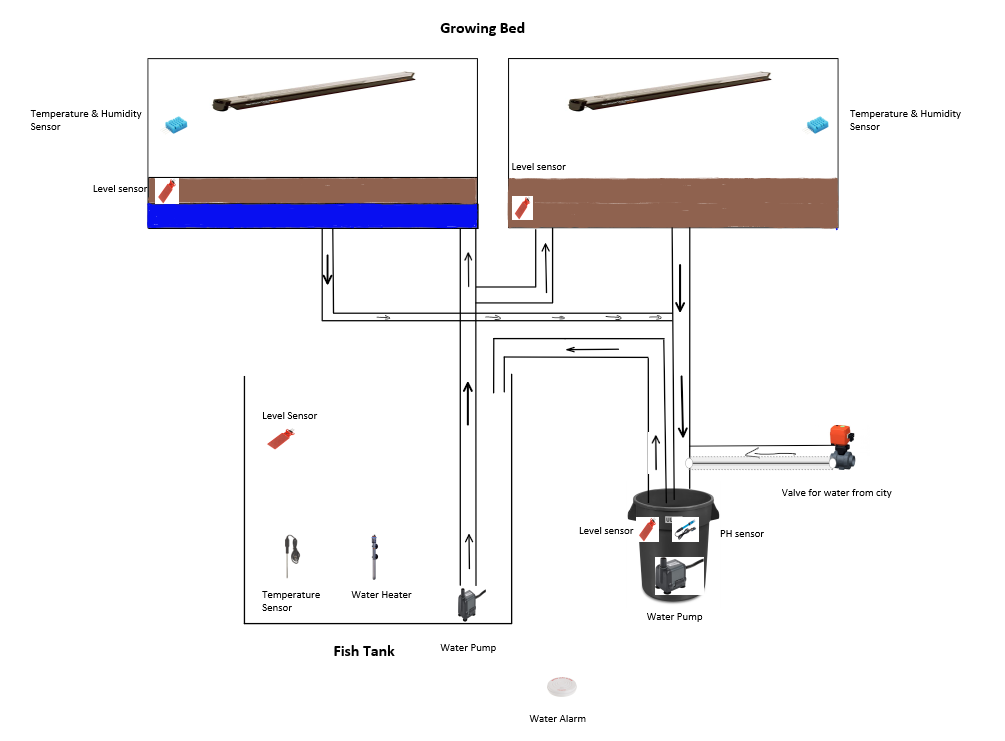 Growing Bed
Temperature & Humidity
Sensor
Temperature & Humidity
Sensor
Level sensor
Level sensor
Level Sensor
Valve for water from city
Level sensor
PH sensor
Temperature
Sensor
Water Heater
Water Pump
Water Pump
Fish Tank
Water Alarm